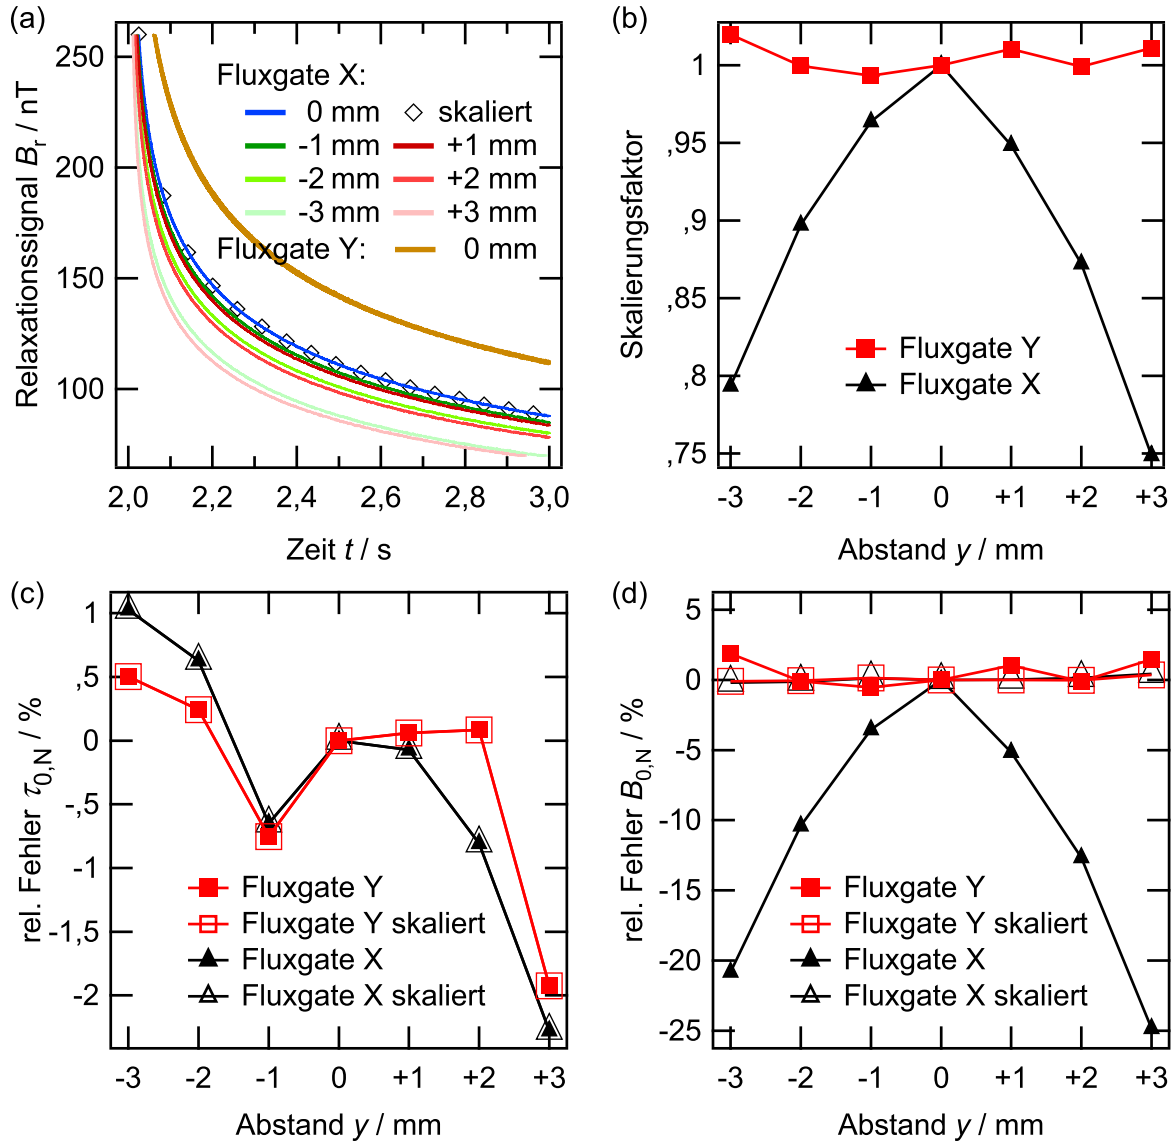 (a)
260
250
200
150
100
Relaxationssignal Br / nT
Fluxgate X:
0 mm skaliert
-1 mm +1 mm
-2 mm +2 mm
-3 mm +3 mm
Fluxgate Y: 0 mm
2,0 2,2 2,4 2,6 2,8 3,0
Zeit t / s
(b)
1
,95
,9
,85
,8
,75
Skalierungsfaktor
Fluxgate Y
Fluxgate X
-3 -2 -1 0 +1 +2 +3
Abstand y / mm
(c)
1
,5
0
-,5
-1
-1,5
-2
rel. Fehler τ0,N / %
Fluxgate Y
Fluxgate Y skaliert
Fluxgate X
Fluxgate X skaliert
-3 -2 -1 0 +1 +2 +3
Abstand y / mm
(d)
5
0
-5
-10
-15
-20
-25
rel. Fehler B0,N / %
Fluxgate Y
Fluxgate Y skaliert
Fluxgate X
Fluxgate X skaliert
-3 -2 -1 0 +1 +2 +3
Abstand y / mm